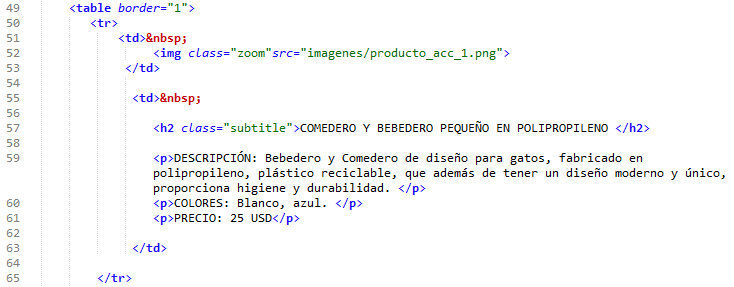 49 <table border="1">
50 <tr>
51 <td>&nbsp;
52 <img class="zoom"src="imagenes/producto_acc_1.png">
53 </td>
54
55 <td>&nbsp;
56
57 <h2 class="subtitle">COMEDERO Y BEBEDERO PEQUEÑO EN POLIPROPILENO </h2>
58
59 <p>DESCRIPCIÓN: Bebedero y Comedero de diseño para gatos, fabricado en
polipropileno, plástico reciclable, que además de tener un diseño moderno y único,
proporciona higiene y durabilidad. </p>
60 <p>COLORES: Blanco, azul. </p>
61 <p>PRECIO: 25 USD</p>
62
63 </td>
64
65 </tr>